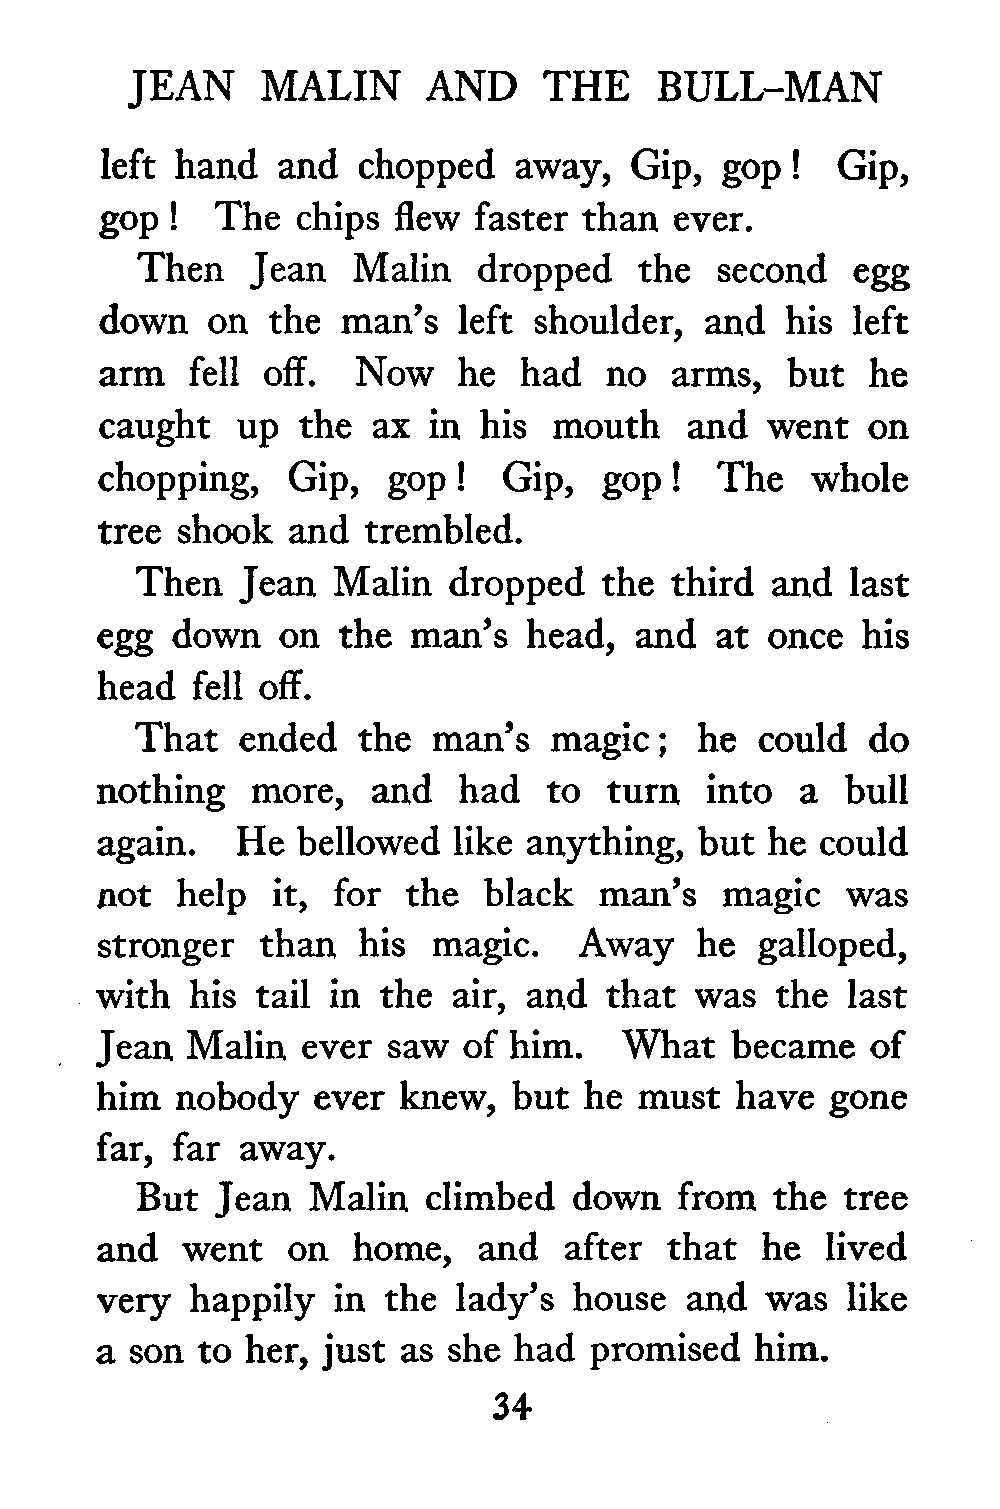 JEAN MALIN AND THE BULL-MAN
left hand and chopped away, Gip, gop! Gip,
gop! The chips flew faster than ever.
Then Jean Malin dropped the second egg
down on the man's left shoulder, and his left
arm fell off. Now he had no arms, but he
caught up the ax in his mouth and went on
chopping, Gip, gop! Gip, gop! The whole
tree shook and trembled.
Then Jean Malin dropped the third and last
egg down on the man's head, and at once his
head fell off.
That ended the man's magic; he could do
nothing more, and had to turn into a bull
again. He bellowed like anything, but he could
not help it, for the black man's magic was
stronger than his magic. Away he galloped,
with his tail in the air, and that was the last
Jean Malin ever saw of him. What became of
him nobody ever knew, but he must have gone
far, far away.
But Jean Malin climbed down from the tree
and went on home, and after that he lived
very happily in the lady's house and was like
a son to her, just as she had promised him.
34